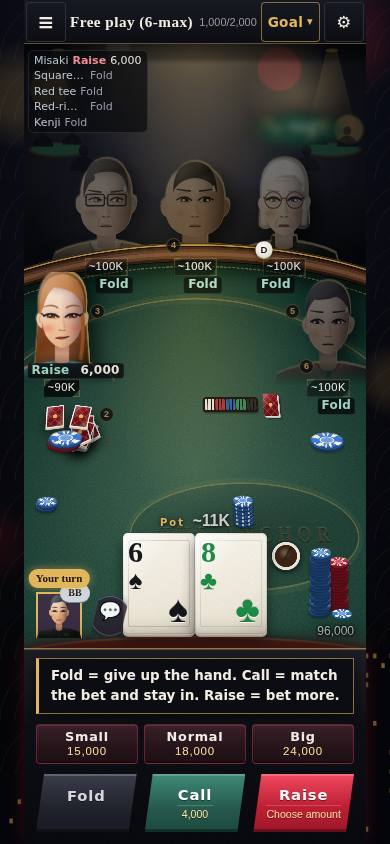 Free play (6-max) 1,000/2,000 Goal ▾
Misaki Raise 6,000
Square… Fold
Red tee Fold
Red-ri… Fold
Kenji Fold
4
D
~100K
~100K
~100K
Fold
Fold
Fold
3
5
6
Raise 6,000
~90K
~100K
Fold
2
Pot ~11K
CHOR
Your turn
BB
6
8
96,000
Fold = give up the hand. Call = match
the bet and stay in. Raise = bet more.
Small
15,000
Normal
18,000
Big
24,000
Fold
Call
4,000
Raise
Choose amount